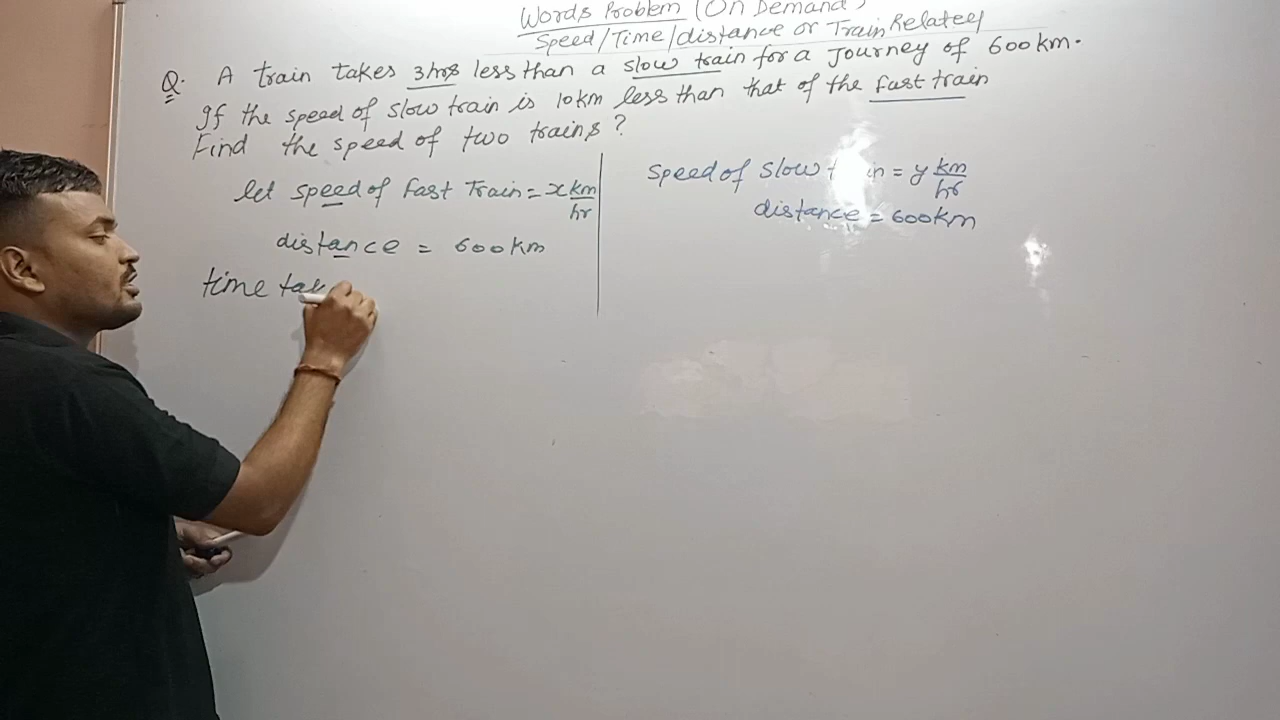 Words Problem (On Demand)
Speed/Time/distance or Train Related
Q. A train takes 3hrs less than a slow train for a Journey of 600km.
If the speed of slow train is 10km less than that of the fast train
Find the speed of two trains?
let speed of Fast Train = x km/hr
distance = 600km
time tak
speed of slow t in = y km/hr
distance = 600km